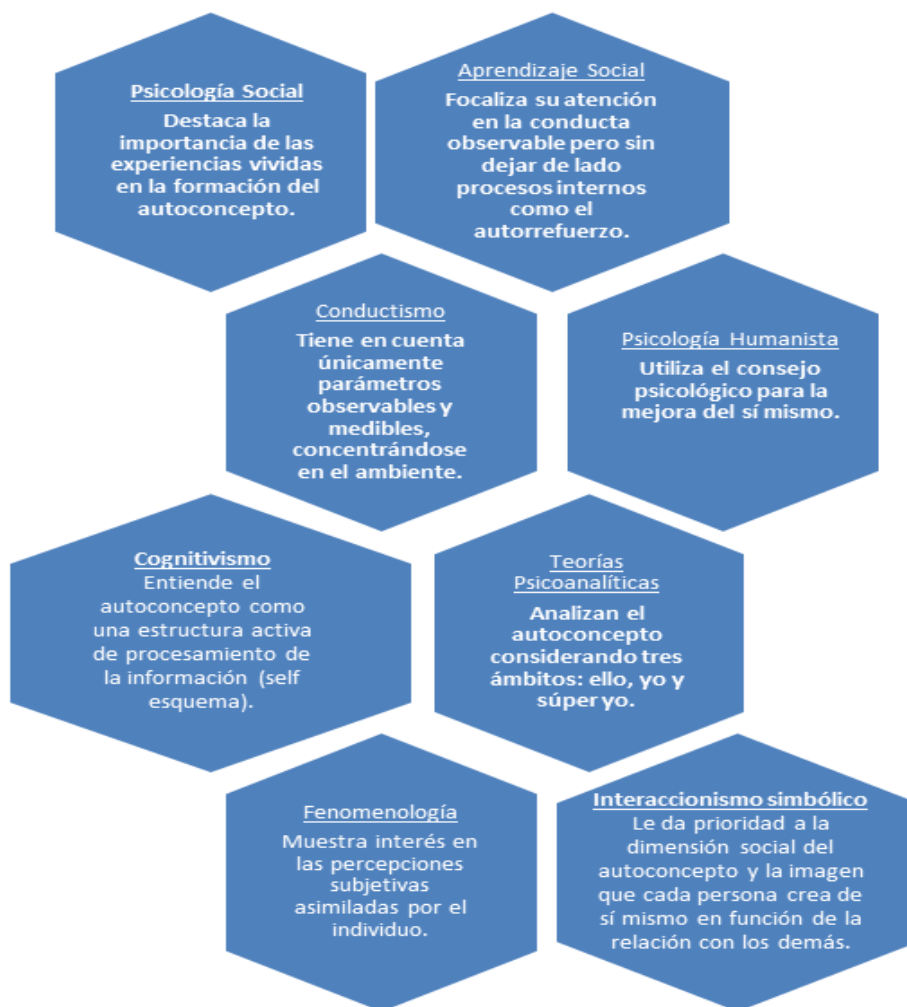 Psicología Social
Destaca la
importancia de las
experiencias vividas
en la formación del
autoconcepto.
Aprendizaje Social
Focaliza su atención
en la conducta
observable pero sin
dejar de lado
procesos internos
como el
autorrefuerzo.
Conductismo
Tiene en cuenta
únicamente
parámetros
observables y
medibles,
concentrándose
en el ambiente.
Psicología Humanista
Utiliza el consejo
psicológico para la
mejora del sí mismo.
Cognitivismo
Entiende el
autoconcepto como
una estructura activa
de procesamiento de
la información (self
esquema).
Teorías
Psicoanalíticas
Analizan el
autoconcepto
considerando tres
ámbitos: ello, yo y
súper yo.
Fenomenología
Muestra interés en
las percepciones
subjetivas
asimiladas por el
individuo.
Interaccionismo simbólico
Le da prioridad a la
dimensión social del
autoconcepto y la imagen
que cada persona crea de
sí mismo en función de la
relación con los demás.